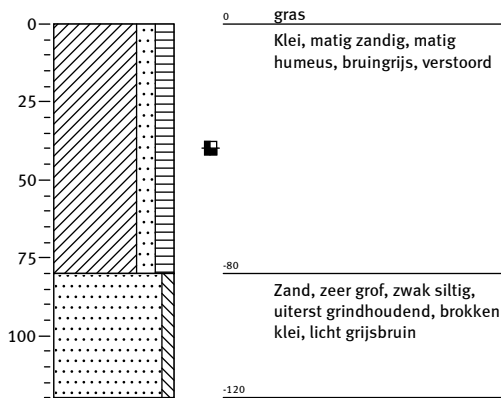 0
25
50
75
100
0 gras
Klei, matig zandig, matig
humeus, bruingrijs, verstoord
-80
Zand, zeer grof, zwak siltig,
uiterst grindhoudend, brokken
klei, licht grijsbruin
-120